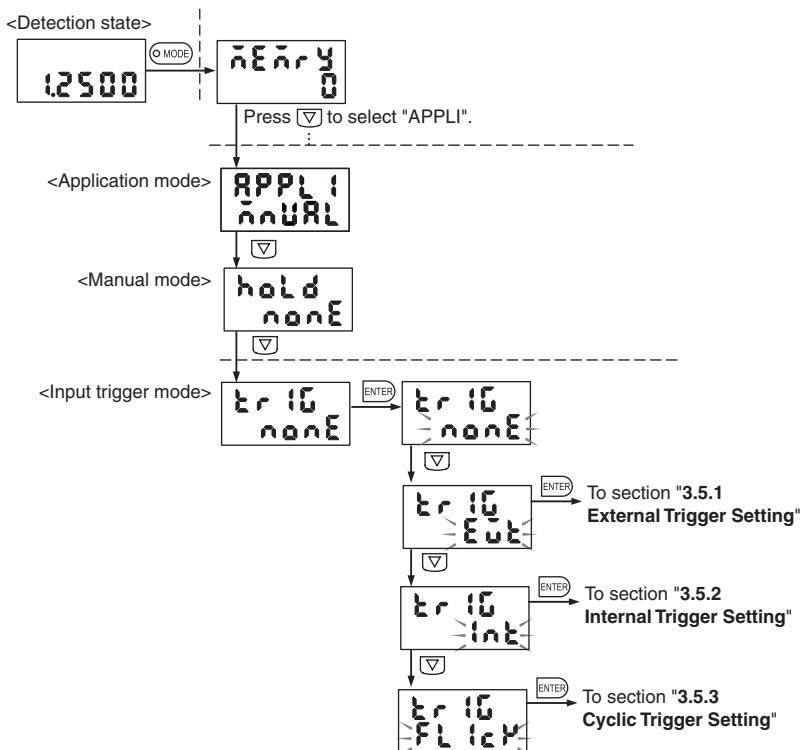 <Detection state>
1.2500
MODE
MEMrY
0
Press ▽ to select "APPLI".
<Application mode>
APPLI
MnUAL
<Manual mode>
hoLd
nonE
<Input trigger mode>
trIG
nonE
ENTER
trIG
nonE
trIG
EXt
ENTER
To section "3.5.1
External Trigger Setting"
trIG
Int
ENTER
To section "3.5.2
Internal Trigger Setting"
trIG
FLIcK
ENTER
To section "3.5.3
Cyclic Trigger Setting"